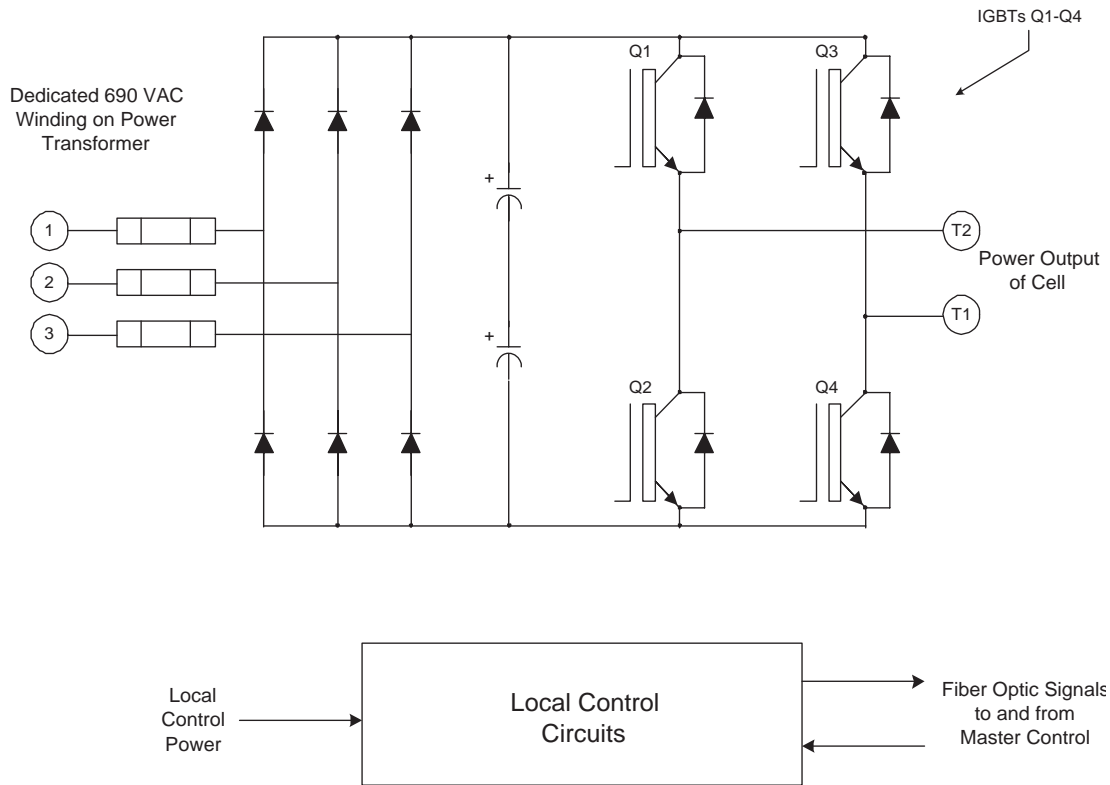 IGBTs Q1-Q4
Q1
Q3
Dedicated 690 VAC
Winding on Power
Transformer
+
1
2
3
T2
Power Output
of Cell
T1
+
Q2
Q4
Local
Control
Power
Local Control
Circuits
Fiber Optic Signals
to and from
Master Control